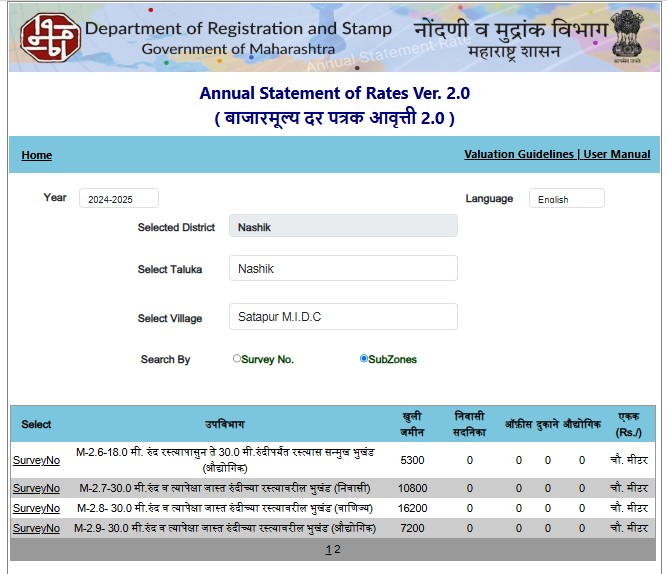 Department of Registration and Stamp
Government of Maharashtra
नोंदणी व मुद्रांक विभाग
महाराष्ट्र शासन
Annual Statement Rate
Annual Statement of Rates Ver. 2.0
( बाजारमूल्य दर पत्रक आवृत्ती 2.0 )
Home
Valuation Guidelines | User Manual
Year 2024-2025
Language English
Selected District Nashik
Select Taluka Nashik
Select Village Satapur M.I.D.C
Search By Survey No. SubZones
Select उपविभाग खुली जमीन निवासी सदनिका ऑफ़ीस दुकाने औद्योगिक एकक (Rs./)
SurveyNo M-2.6-18.0 मी. रुंद रस्त्यापासुन ते 30.0 मी.रुंदीपर्यंत रस्त्यास सन्मुख भुखंड (औद्योगिक) 5300 0 0 0 0 चौ. मीटर
SurveyNo M-2.7-30.0 मी.रुंद व त्यापेक्षा जास्त रुंदीच्या रस्त्यावरील भुखंड (निवासी) 10800 0 0 0 0 चौ. मीटर
SurveyNo M-2.8- 30.0 मी.रुंद व त्यापेक्षा जास्त रुंदीच्या रस्त्यावरील भुखंड (वाणिज्य) 16200 0 0 0 0 चौ. मीटर
SurveyNo M-2.9- 30.0 मी.रुंद व त्यापेक्षा जास्त रुंदीच्या रस्त्यावरील भुखंड (औद्योगिक) 7200 0 0 0 0 चौ. मीटर
1 2